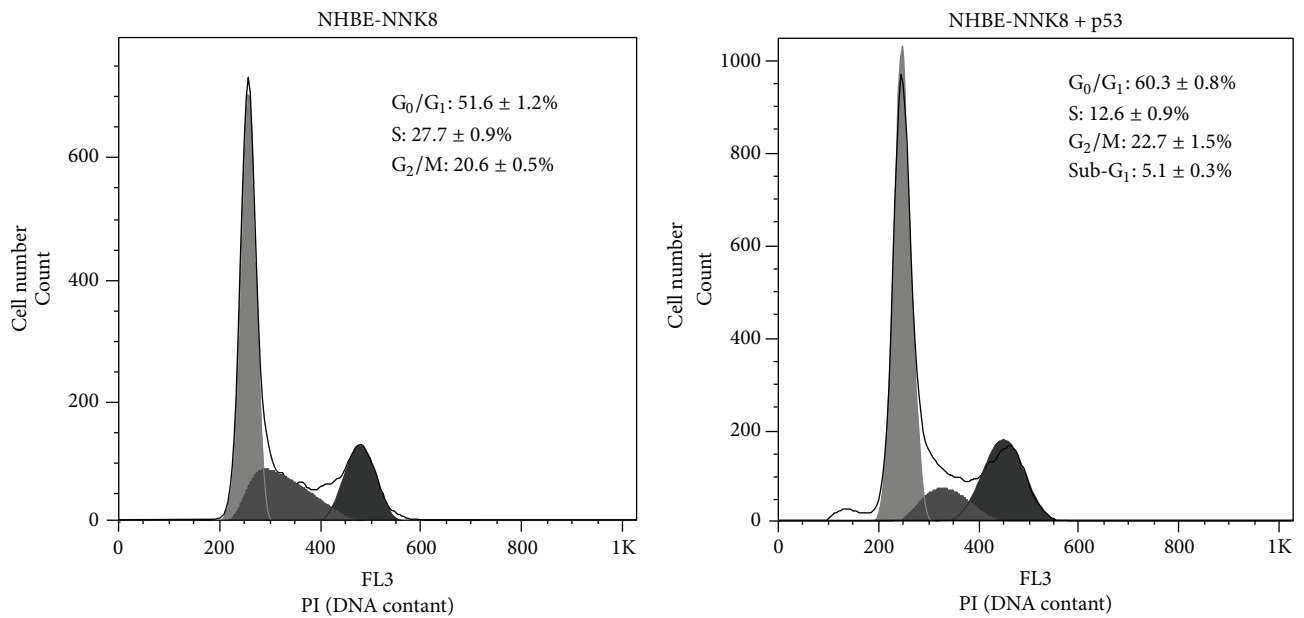 NHBE-NNK8
G0/G1: 51.6 ± 1.2%
S: 27.7 ± 0.9%
G2/M: 20.6 ± 0.5%
600
400
200
0
Cell number
Count
0 200 400 600 800 1K
FL3
PI (DNA contant)
NHBE-NNK8 + p53
G0/G1: 60.3 ± 0.8%
S: 12.6 ± 0.9%
G2/M: 22.7 ± 1.5%
Sub-G1: 5.1 ± 0.3%
1000
800
600
400
200
0
Cell number
Count
0 200 400 600 800 1K
FL3
PI (DNA contant)